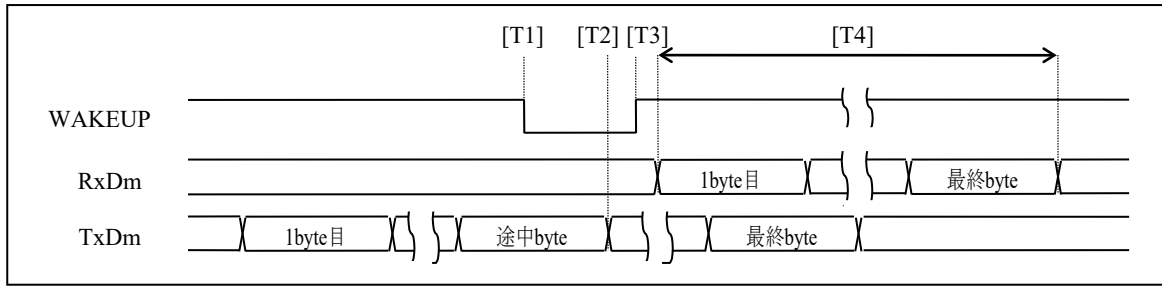 [T1] [T2] [T3] [T4]
WAKEUP
RxDm 1byte目 最終byte
TxDm 1byte目 途中byte 最終byte